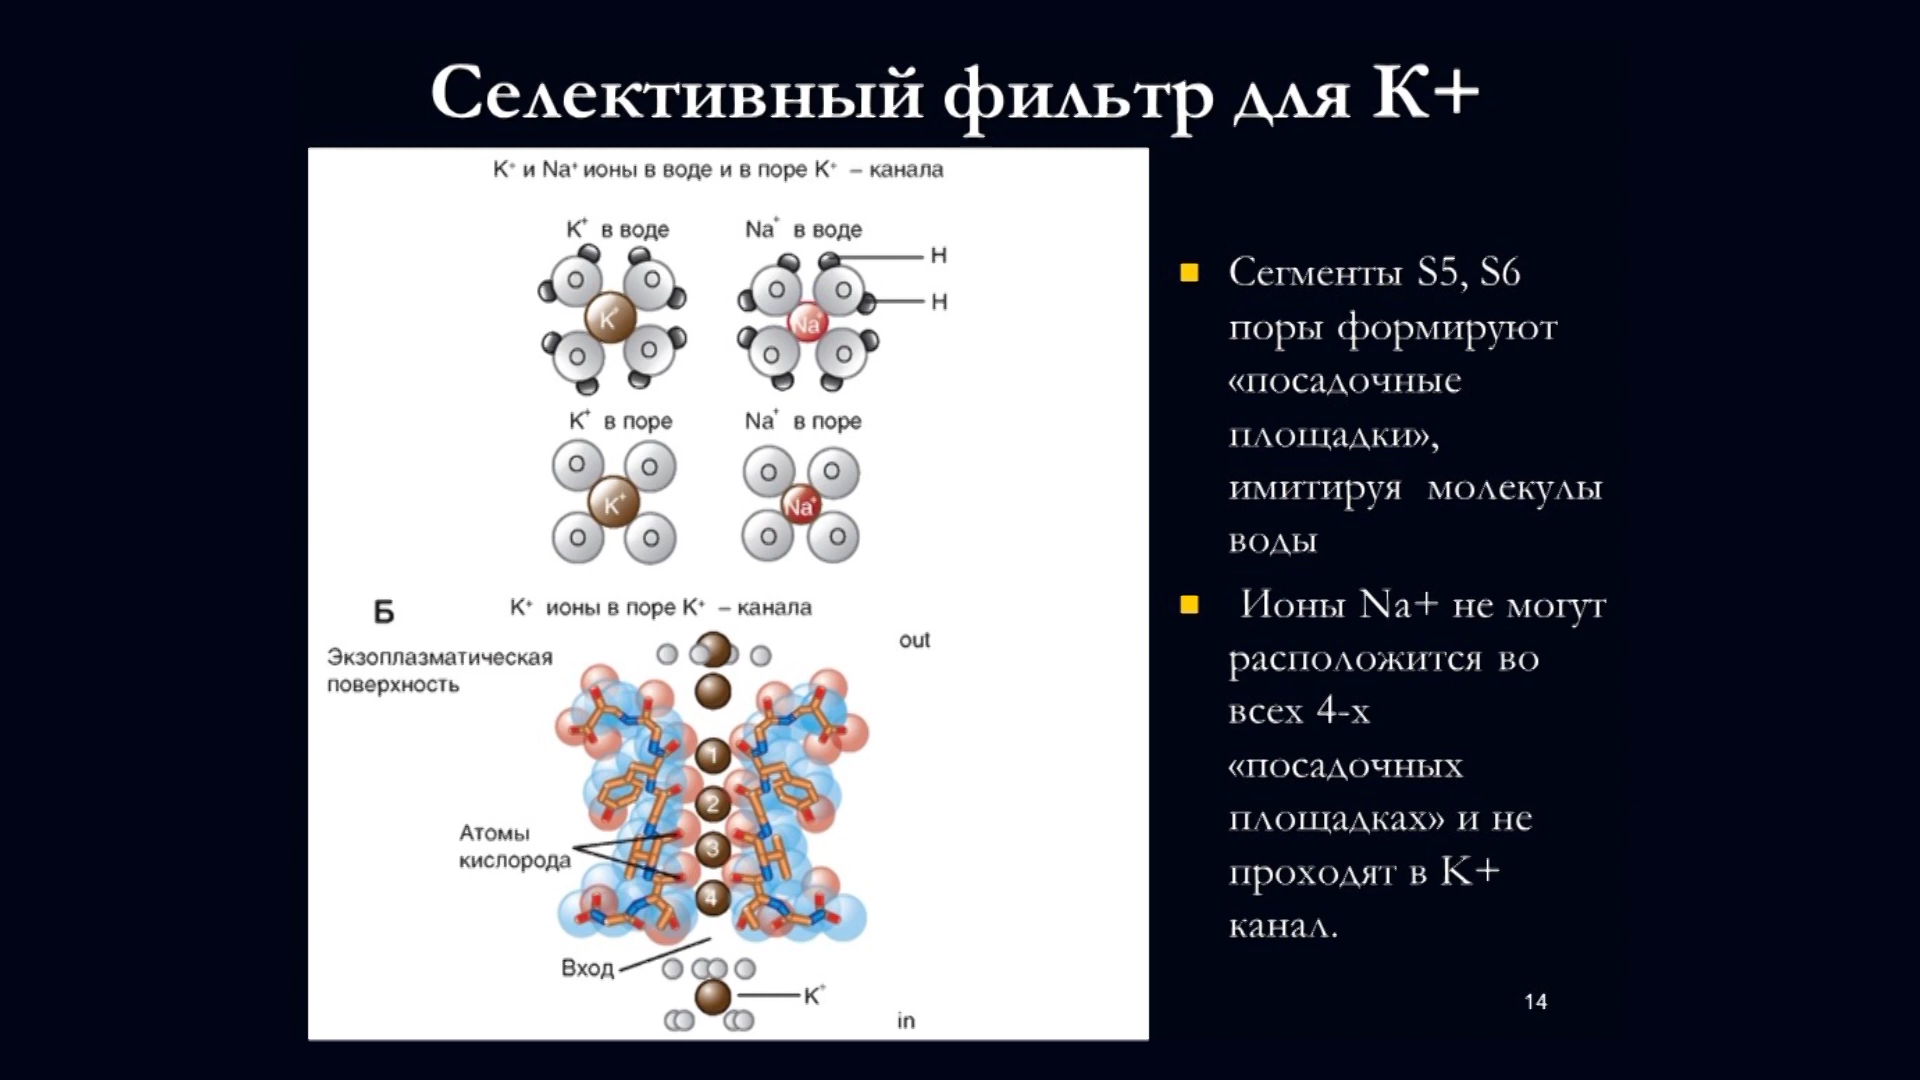 Селективный фильтр для К+
К⁺ и Na⁺ ионы в воде и в поре К⁺ – канала
К⁺ в воде
Na⁺ в воде
H
H
O
O
K⁺
O
O
O
O
Na⁺
O
O
К⁺ в поре
Na⁺ в поре
O
O
K⁺
O
O
O
O
Na⁺
O
O
Б
К⁺ ионы в поре К⁺ – канала
out
Экзоплазматическая
поверхность
1
2
3
4
Атомы
кислорода
Вход
K⁺
in
Сегменты S5, S6
поры формируют
«посадочные
площадки»,
имитируя молекулы
воды
Ионы Na+ не могут
расположится во
всех 4-х
«посадочных
площадках» и не
проходят в К+
канал.
14